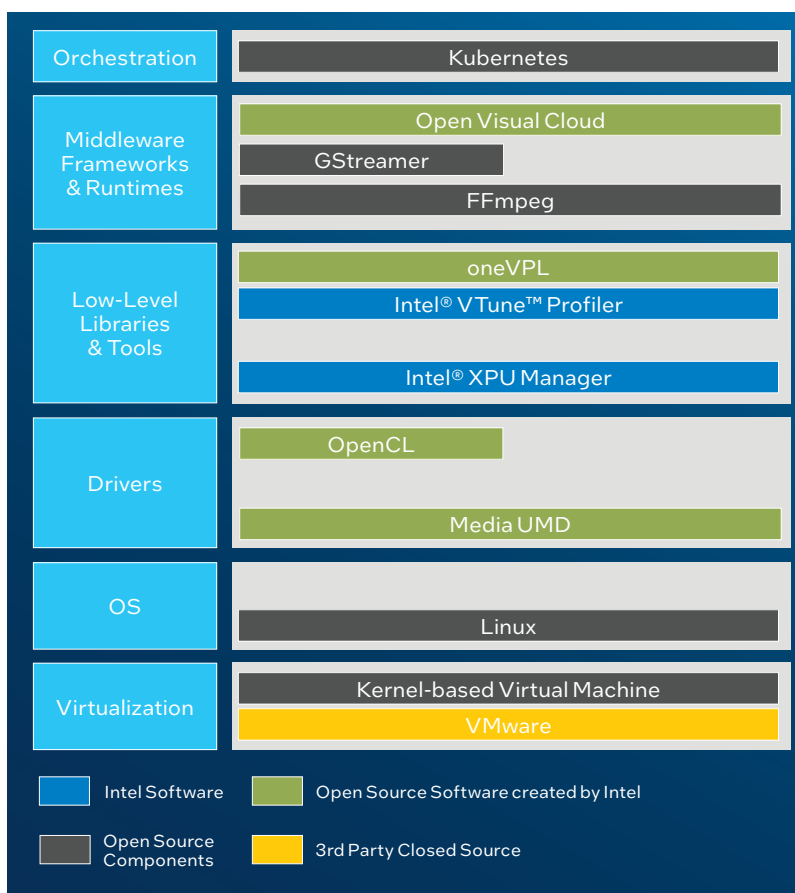 Orchestration
Kubernetes
Middleware
Frameworks
& Runtimes
Open Visual Cloud
GStreamer
FFmpeg
Low-Level
Libraries
& Tools
oneVPL
Intel® VTune™ Profiler
Intel® XPU Manager
Drivers
OpenCL
Media UMD
OS
Linux
Virtualization
Kernel-based Virtual Machine
VMware
Intel Software
Open Source Software created by Intel
Open Source
Components
3rd Party Closed Source